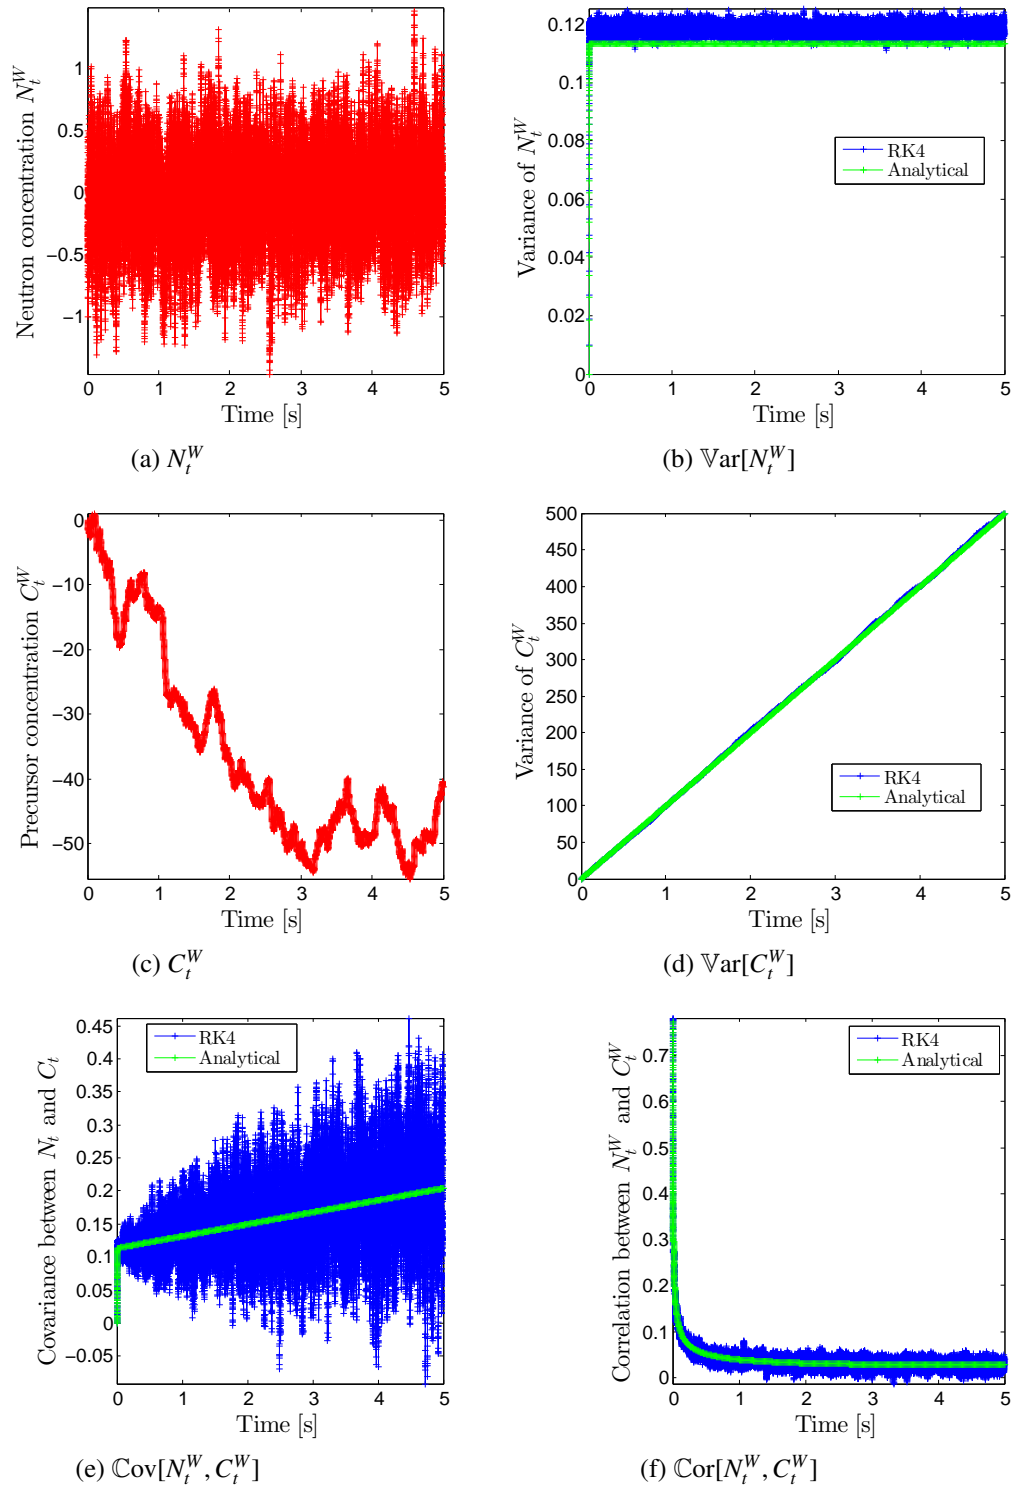 Neutron concentration N_t^W
1
0.5
0
−0.5
−1
0 1 2 3 4 5
Time [s]
(a) N_t^W
Variance of N_t^W
0.12
0.1
0.08
0.06
0.04
0.02
0
RK4
Analytical
0 1 2 3 4 5
Time [s]
(b) 𝕍ar[N_t^W]
Precursor concentration C_t^W
0
−10
−20
−30
−40
−50
0 1 2 3 4 5
Time [s]
(c) C_t^W
Variance of C_t^W
500
450
400
350
300
250
200
150
100
50
0
RK4
Analytical
0 1 2 3 4 5
Time [s]
(d) 𝕍ar[C_t^W]
Covariance between N_t and C_t
0.45
0.4
0.35
0.3
0.25
0.2
0.15
0.1
0.05
0
−0.05
RK4
Analytical
0 1 2 3 4 5
Time [s]
(e) ℂov[N_t^W, C_t^W]
Correlation between N_t^W and C_t^W
0.7
0.6
0.5
0.4
0.3
0.2
0.1
0
RK4
Analytical
0 1 2 3 4 5
Time [s]
(f) ℂor[N_t^W, C_t^W]